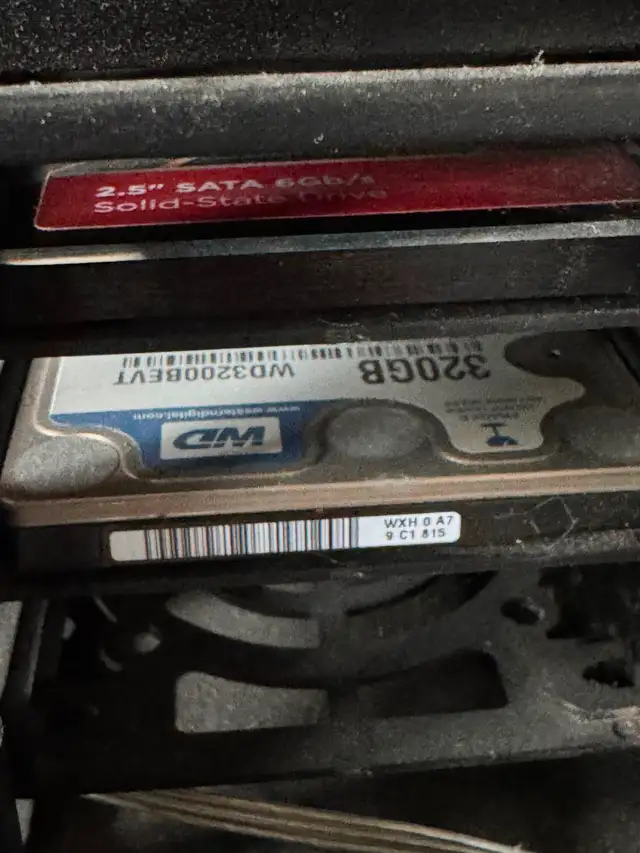 2.5" SATA 6Gb/s
Solid-State Drive
WD3200BEVT
320GB
www.westerndigital.com
WD
WXH 0 A7
9 C1 815